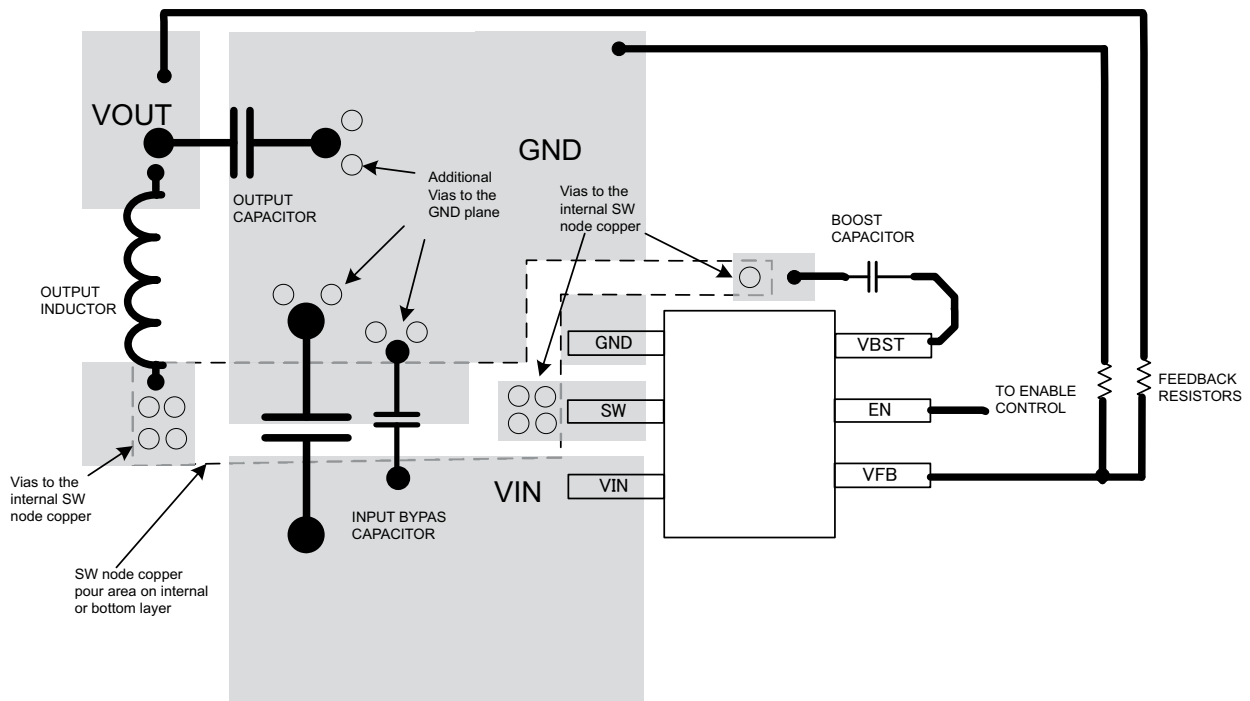 VOUT
GND
OUTPUT
CAPACITOR
Additional
Vias to the
GND plane
Vias to the
internal SW
node copper
BOOST
CAPACITOR
OUTPUT
INDUCTOR
GND
VBST
SW
EN
TO ENABLE
CONTROL
FEEDBACK
RESISTORS
VIN
VIN
VFB
Vias to the
internal SW
node copper
INPUT BYPAS
CAPACITOR
SW node copper
pour area on internal
or bottom layer